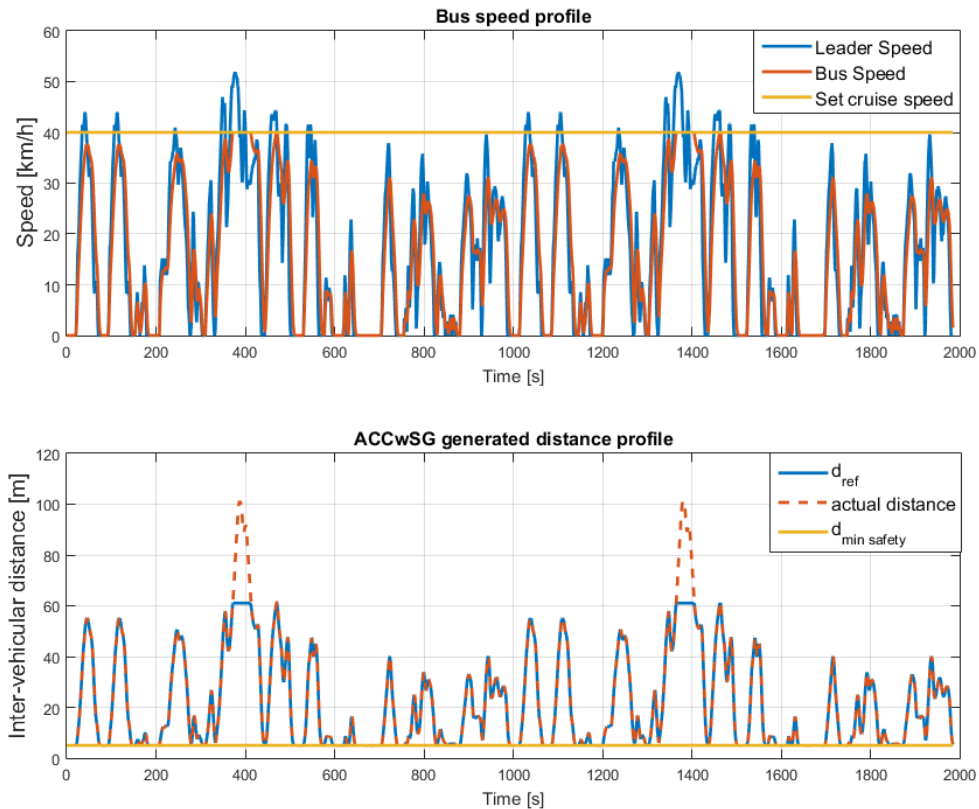 Bus speed profile
Speed [km/h]
60
50
40
30
20
10
0
Leader Speed
Bus Speed
Set cruise speed
0 200 400 600 800 1000 1200 1400 1600 1800 2000
Time [s]
ACCwSG generated distance profile
Inter-vehicular distance [m]
120
100
80
60
40
20
0
d_ref
actual distance
d_min safety
0 200 400 600 800 1000 1200 1400 1600 1800 2000
Time [s]